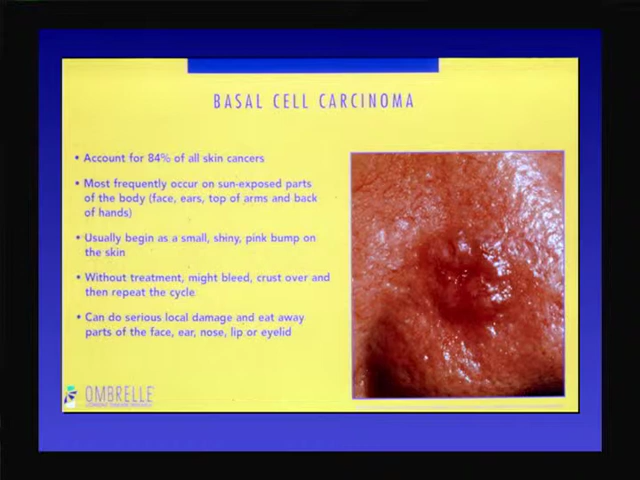 BASAL CELL CARCINOMA
• Account for 84% of all skin cancers
• Most frequently occur on sun-exposed parts
of the body (face, ears, top of arms and back
of hands)
• Usually begin as a small, shiny, pink bump on
the skin
• Without treatment, might bleed, crust over and
then repeat the cycle
• Can do serious local damage and eat away
parts of the face, ear, nose, lip or eyelid
OMBRELLE